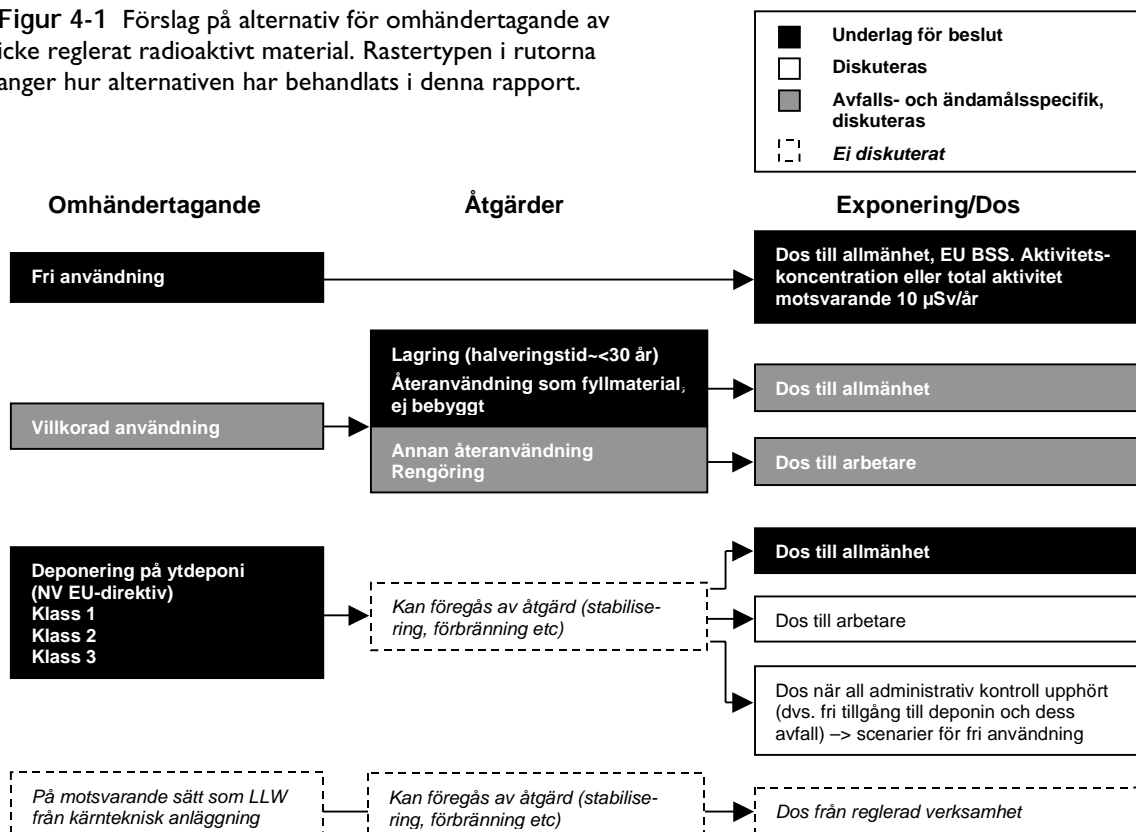 Figur 4-1 Förslag på alternativ för omhändertagande av
icke reglerat radioaktivt material. Rastertypen i rutorna
anger hur alternativen har behandlats i denna rapport.
Underlag för beslut
Diskuteras
Avfalls- och ändamålsspecifik,
diskuteras
Ej diskuterat
Omhändertagande
Åtgärder
Exponering/Dos
Fri användning
Dos till allmänhet, EU BSS. Aktivitets-
koncentration eller total aktivitet
motsvarande 10 µSv/år
Villkorad användning
Lagring (halveringstid~<30 år)
Återanvändning som fyllmaterial,
ej bebyggt
Annan återanvändning
Rengöring
Dos till allmänhet
Dos till arbetare
Deponering på ytdeponi
(NV EU-direktiv)
Klass 1
Klass 2
Klass 3
Kan föregås av åtgärd (stabilise-
ring, förbränning etc)
Dos till allmänhet
Dos till arbetare
Dos när all administrativ kontroll upphört
(dvs. fri tillgång till deponin och dess
avfall) –> scenarier för fri användning
På motsvarande sätt som LLW
från kärnteknisk anläggning
Kan föregås av åtgärd (stabilise-
ring, förbränning etc)
Dos från reglerad verksamhet